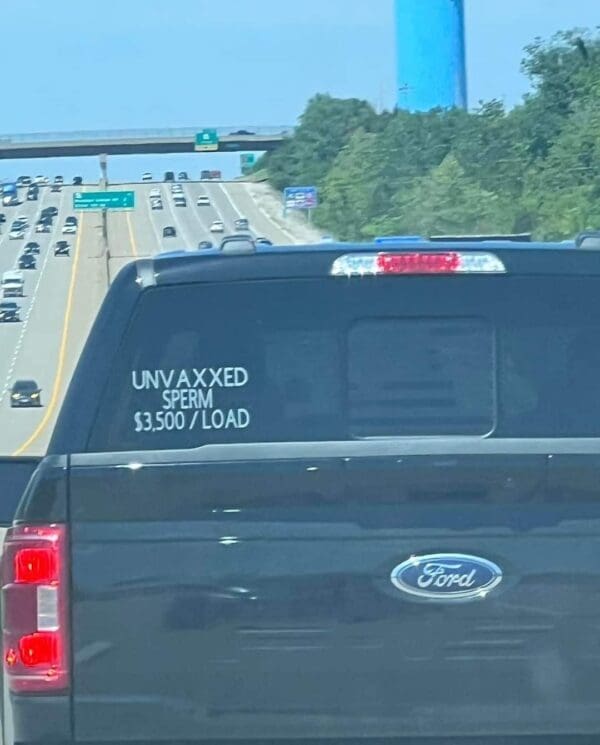 UNVAXXED
SPERM
$3,500 / LOAD
Ford